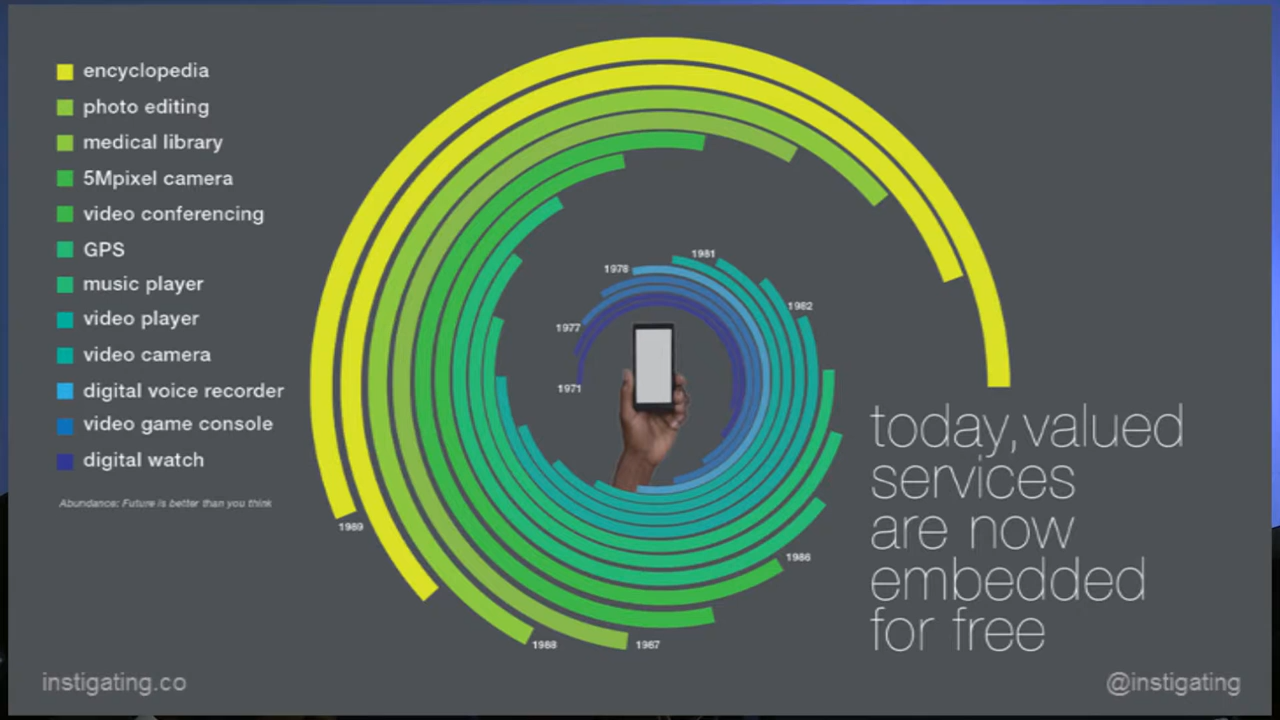 encyclopedia
photo editing
medical library
5Mpixel camera
video conferencing
GPS
music player
video player
video camera
digital voice recorder
video game console
digital watch
Abundance: Future is better than you think
1981
1978
1982
1977
1971
1989
1986
1988
1987
today,valued
services
are now
embedded
for free
instigating.co
@instigating